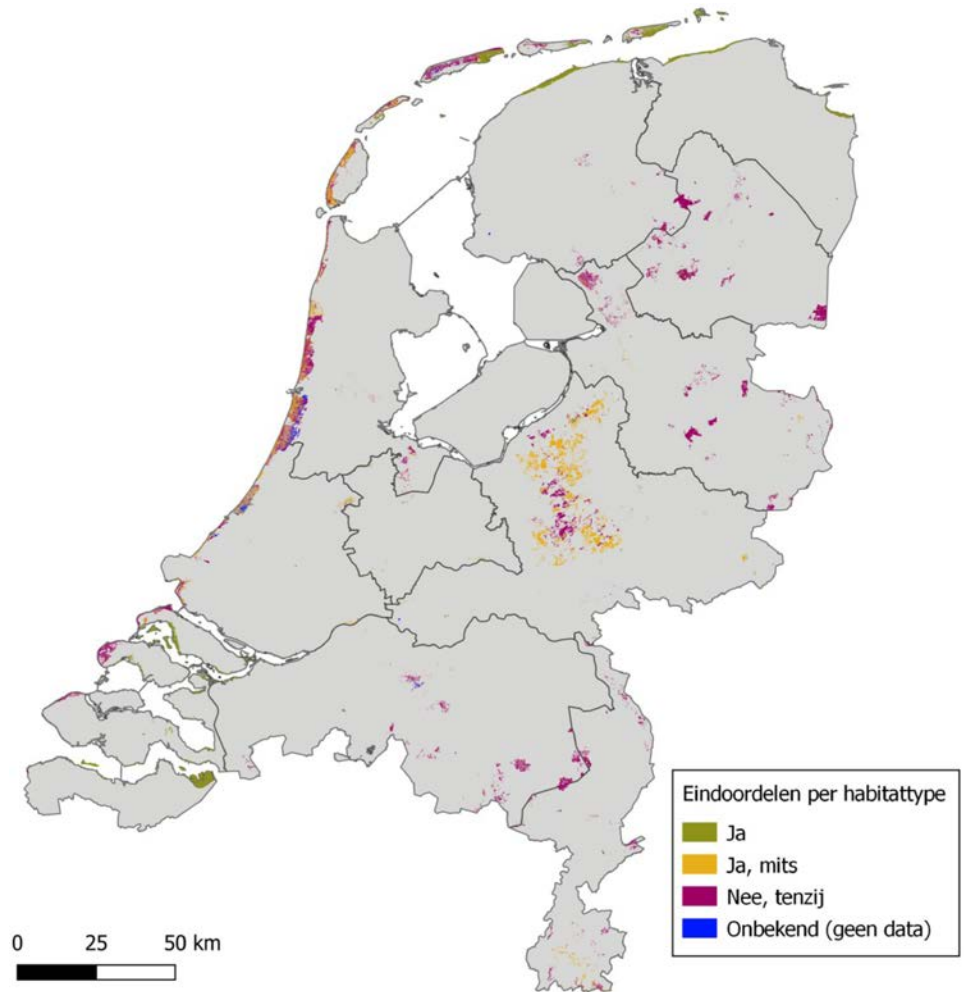 Eindoordelen per habitattype
Ja
Ja, mits
Nee, tenzij
Onbekend (geen data)
0 25 50 km